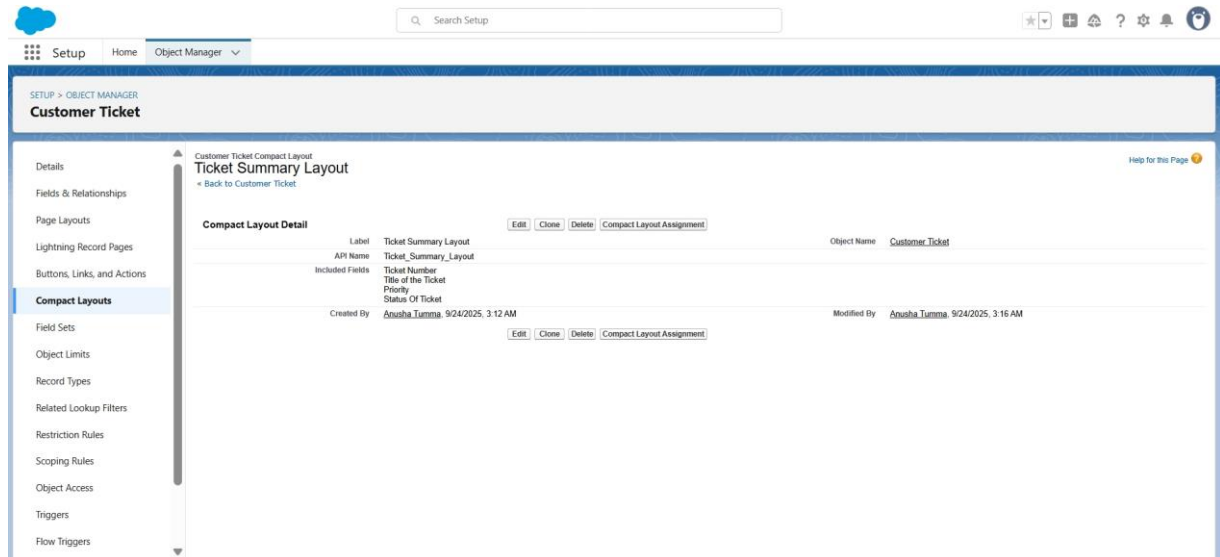 Search Setup
Setup Home Object Manager
SETUP > OBJECT MANAGER
Customer Ticket
Details
Fields & Relationships
Page Layouts
Lightning Record Pages
Buttons, Links, and Actions
Compact Layouts
Field Sets
Object Limits
Record Types
Related Lookup Filters
Restriction Rules
Scoping Rules
Object Access
Triggers
Flow Triggers
Customer Ticket Compact Layout
Ticket Summary Layout
« Back to Customer Ticket
Help for this Page ?
Compact Layout Detail Edit Clone Delete Compact Layout Assignment
Label Ticket Summary Layout Object Name Customer Ticket
API Name Ticket_Summary_Layout
Included Fields Ticket Number
Title of the Ticket
Priority
Status Of Ticket
Created By Anusha Tumma, 9/24/2025, 3:12 AM Modified By Anusha Tumma, 9/24/2025, 3:16 AM
Edit Clone Delete Compact Layout Assignment